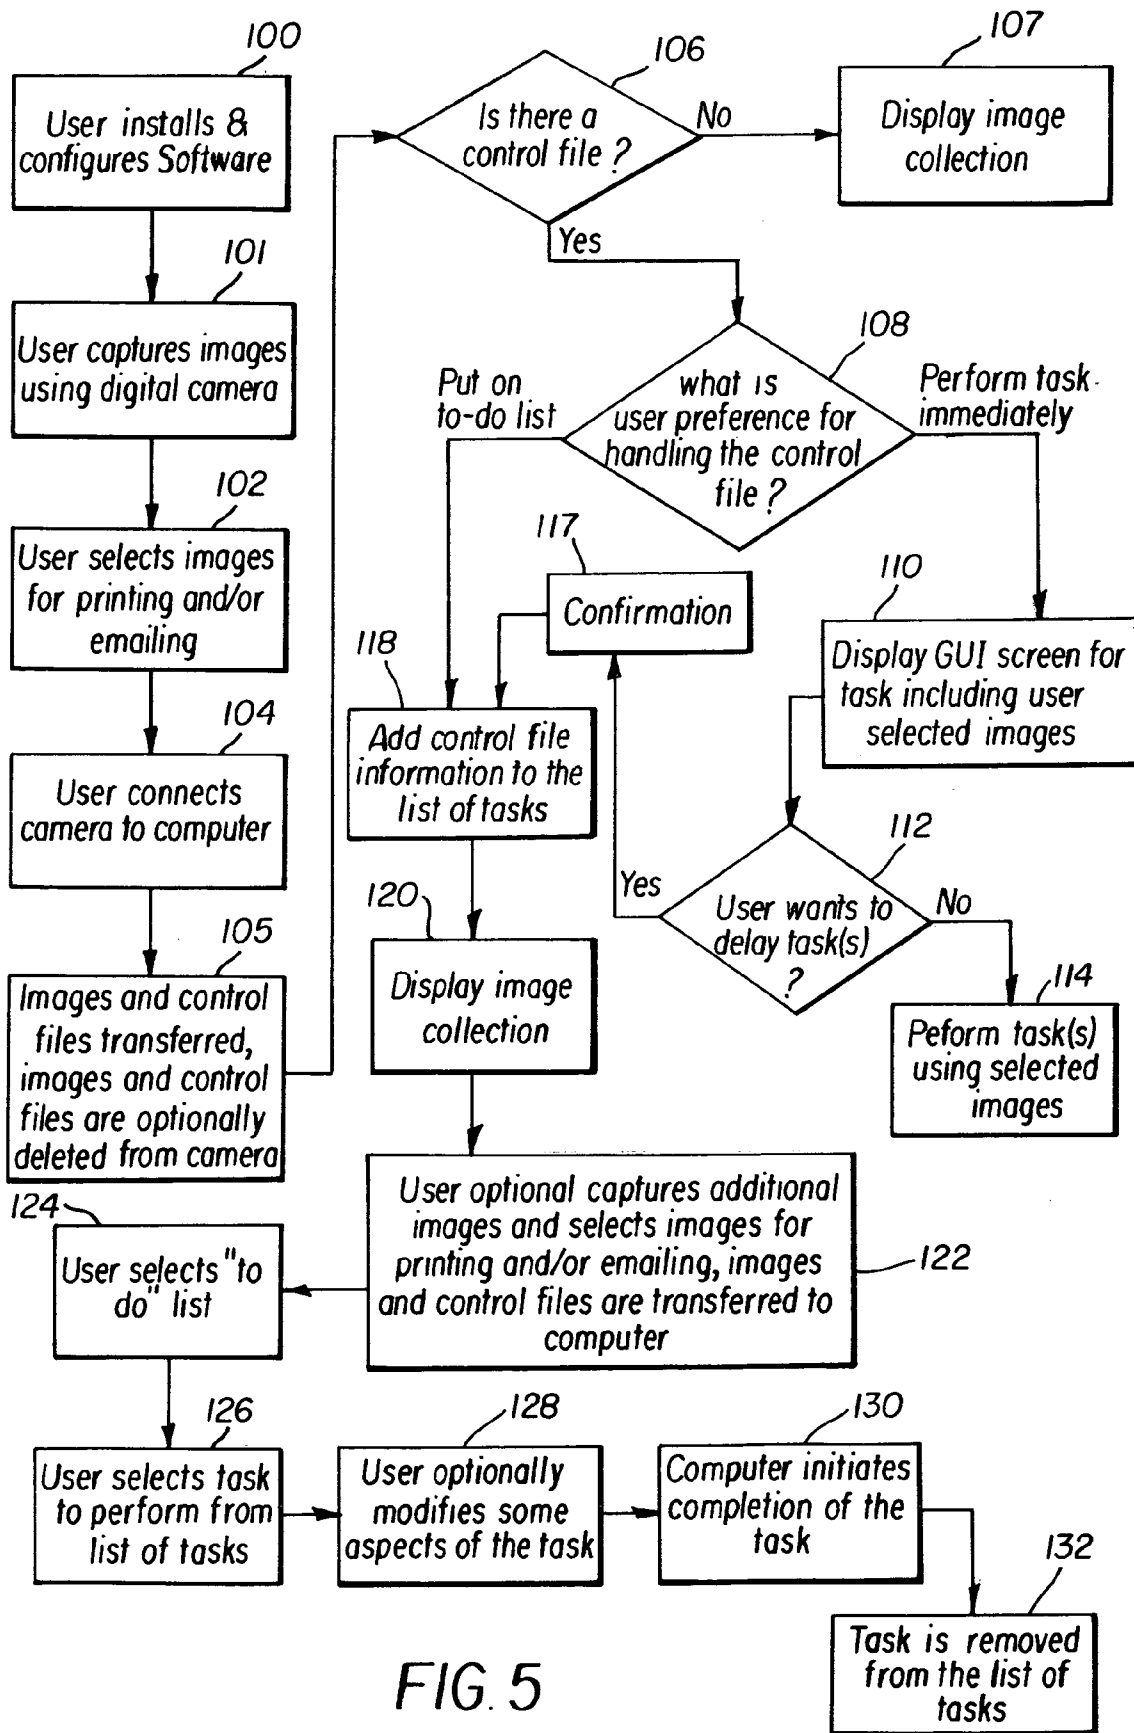 100
User installs &
configures Software
101
User captures images
using digital camera
102
User selects images
for printing and/or
emailing
104
User connects
camera to computer
105
Images and control
files transferred,
images and control
files are optionally
deleted from camera
106
Is there a
control file?
No
Yes
107
Display image
collection
108
what is
user preference for
handling the control
file?
Put on
to-do list
Perform task
immediately
110
Display GUI screen for
task including user
selected images
112
User wants to
delay task(s)
?
Yes
No
114
Peform task(s)
using selected
images
117
Confirmation
118
Add control file
information to the
list of tasks
120
Display image
collection
122
User optional captures additional
images and selects images for
printing and/or emailing, images
and control files are transferred to
computer
124
User selects "to
do" list
126
User selects task
to perform from
list of tasks
128
User optionally
modifies some
aspects of the task
130
Computer initiates
completion of the
task
132
Task is removed
from the list of
tasks
FIG. 5